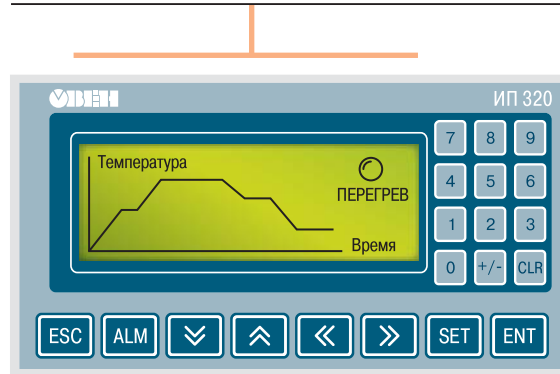 ОВЕН ИП 320
Температура
ПЕРЕГРЕВ
Время
7 8 9
4 5 6
1 2 3
0 +/- CLR
ESC ALM SET ENT